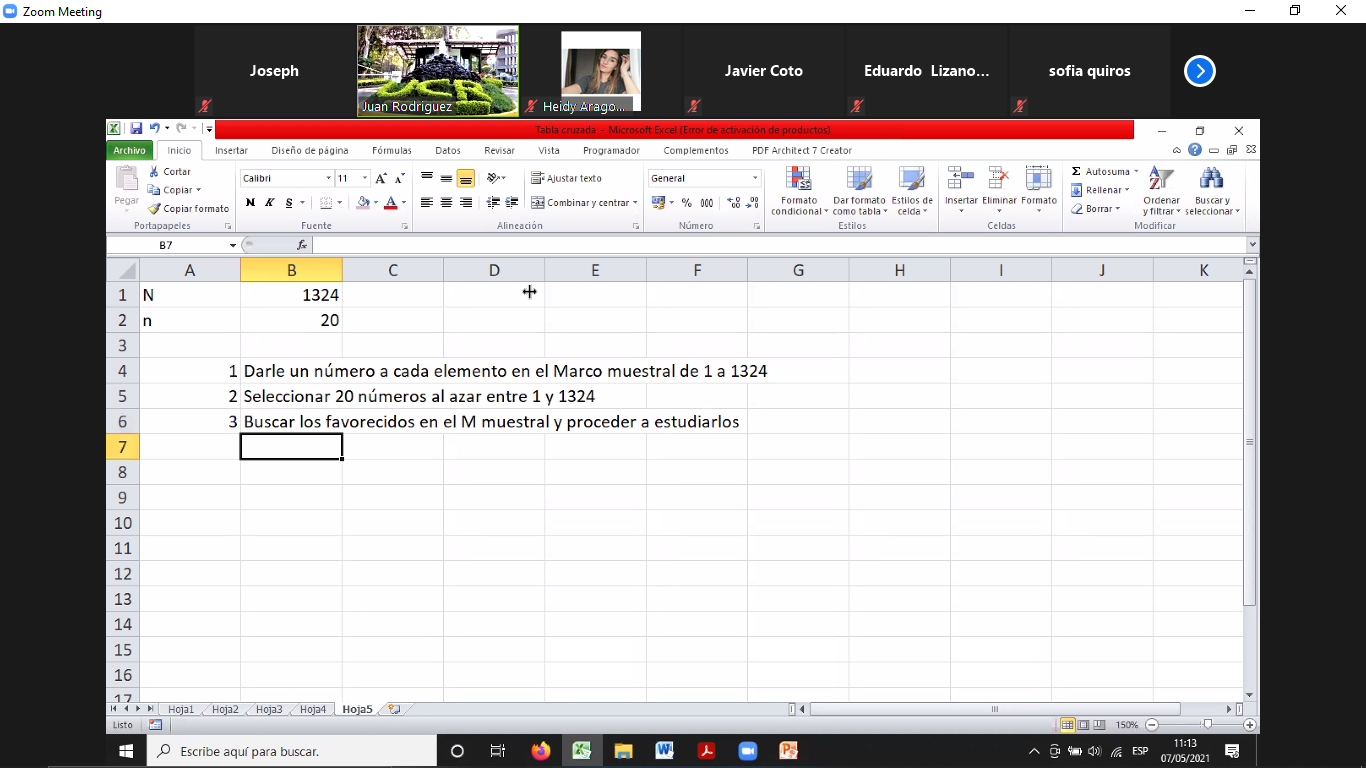 Zoom Meeting
Joseph
Juan Rodriguez
Heidy Arago...
Javier Coto
Eduardo Lizano...
sofia quiros
Tabla cruzada - Microsoft Excel (Error de activación de productos)
Archivo Inicio Insertar Diseño de página Fórmulas Datos Revisar Vista Programador Complementos PDF Architect 7 Creator
Pegar
Cortar
Copiar
Copiar formato
Portapapeles
Calibri 11
N K S
Fuente
Ajustar texto
Combinar y centrar
Alineación
General
% 000
Número
Formato condicional
Dar formato como tabla
Estilos de celda
Estilos
Insertar
Eliminar
Formato
Celdas
Σ Autosuma
Rellenar
Borrar
Ordenar y filtrar
Buscar y seleccionar
Modificar
B7 fx
A B C D E F G H I J K
1 N 1324
2 n 20
3
4 1 Darle un número a cada elemento en el Marco muestral de 1 a 1324
5 2 Seleccionar 20 números al azar entre 1 y 1324
6 3 Buscar los favorecidos en el M muestral y proceder a estudiarlos
7
8
9
10
11
12
13
14
15
16
17
Hoja1 Hoja2 Hoja3 Hoja4 Hoja5
Listo 150%
Escribe aquí para buscar.
ESP
11:13
07/05/2021